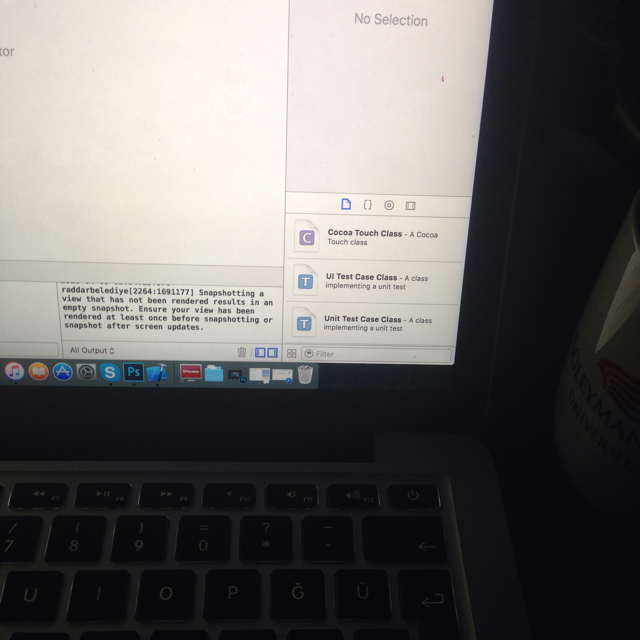 No Selection
tor
{}
C
Cocoa Touch Class - A Cocoa
Touch class
T
UI Test Case Class - A class
implementing a unit test
T
Unit Test Case Class - A class
implementing a unit test
raddarbelediye[2264:1691177] Snapshotting a
view that has not been rendered results in an
empty snapshot. Ensure your view has been
rendered at least once before snapshotting or
snapshot after screen updates.
All Output
Filter
S
Ps
F7 F8 F9 F10 F11 F12
/ ( ) = ? _
7 8 9 0 * -
U I O P Ğ Ü